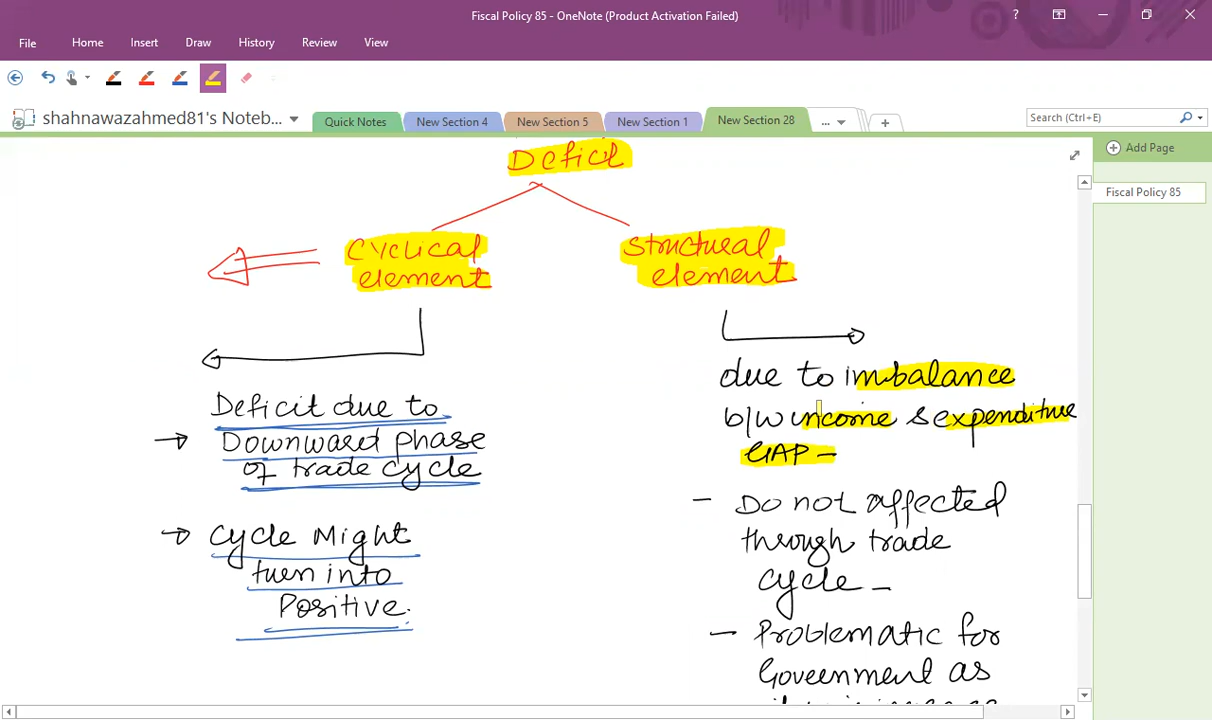 Fiscal Policy 85 - OneNote (Product Activation Failed)
File Home Insert Draw History Review View
shahnawazahmed81's Noteb... Quick Notes New Section 4 New Section 5 New Section 1 New Section 28 ... Search (Ctrl+E)
Add Page
Fiscal Policy 85
Deficit
Cyclical
element
Structural
element
Deficit due to
Downward phase
of trade cycle
Cycle Might
turn into
Positive.
due to imbalance
b/w income & expenditure
GAP -
- Do not affected
through trade
cycle -
- Problematic for
Government as